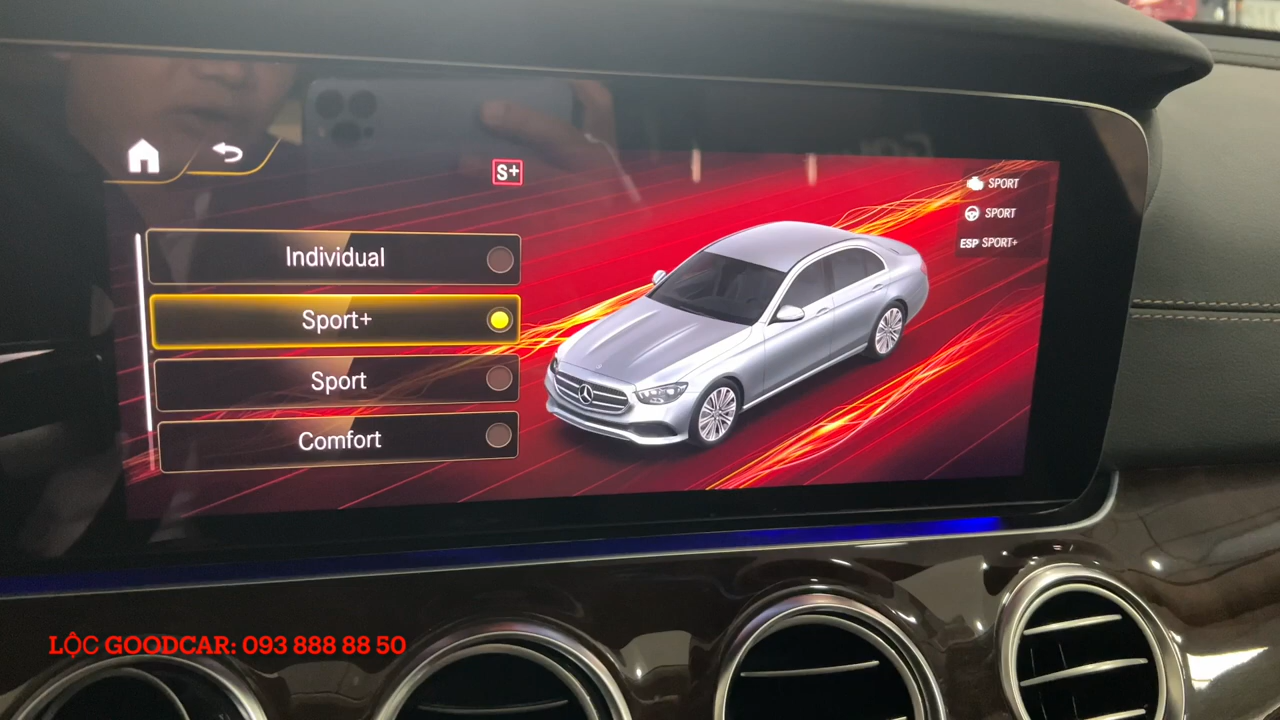 S+
Individual
Sport+
Sport
Comfort
SPORT
SPORT
ESP SPORT+
LỘC GOODCAR: 093 888 88 50